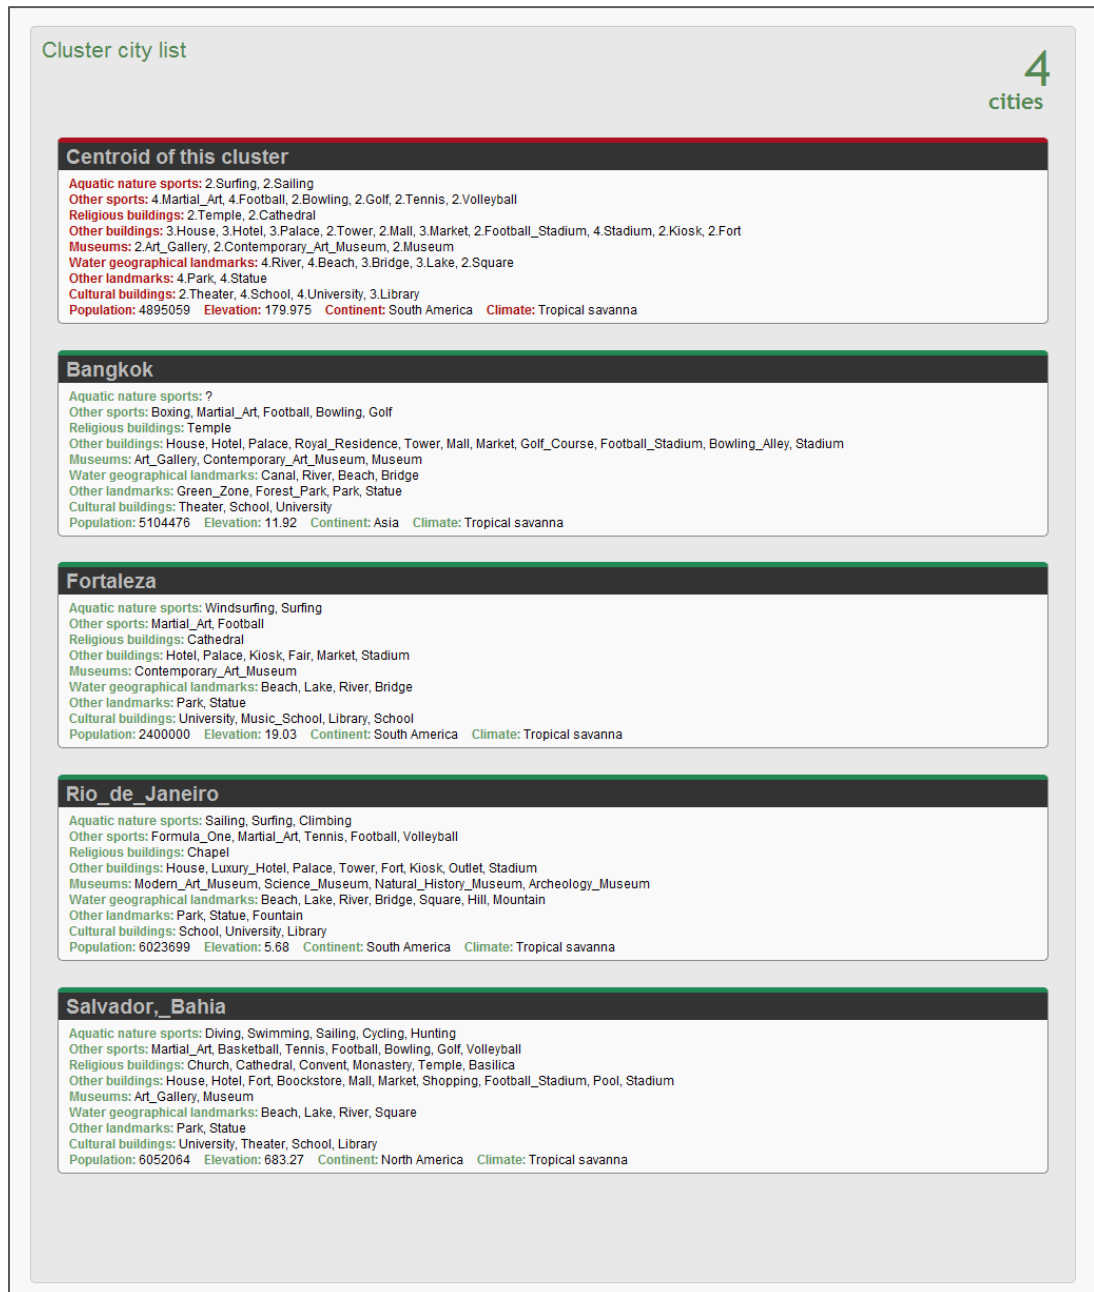 Cluster city list
4
cities
Centroid of this cluster
Aquatic nature sports: 2.Surfing, 2.Sailing
Other sports: 4.Martial_Art, 4.Football, 2.Bowling, 2.Golf, 2.Tennis, 2.Volleyball
Religious buildings: 2.Temple, 2.Cathedral
Other buildings: 3.House, 3.Hotel, 3.Palace, 2.Tower, 2.Mall, 3.Market, 2.Football_Stadium, 4.Stadium, 2.Kiosk, 2.Fort
Museums: 2.Art_Gallery, 2.Contemporary_Art_Museum, 2.Museum
Water geographical landmarks: 4.River, 4.Beach, 3.Bridge, 3.Lake, 2.Square
Other landmarks: 4.Park, 4.Statue
Cultural buildings: 2.Theater, 4.School, 4.University, 3.Library
Population: 4895059 Elevation: 179.975 Continent: South America Climate: Tropical savanna
Bangkok
Aquatic nature sports: ?
Other sports: Boxing, Martial_Art, Football, Bowling, Golf
Religious buildings: Temple
Other buildings: House, Hotel, Palace, Royal_Residence, Tower, Mall, Market, Golf_Course, Football_Stadium, Bowling_Alley, Stadium
Museums: Art_Gallery, Contemporary_Art_Museum, Museum
Water geographical landmarks: Canal, River, Beach, Bridge
Other landmarks: Green_Zone, Forest_Park, Park, Statue
Cultural buildings: Theater, School, University
Population: 5104476 Elevation: 11.92 Continent: Asia Climate: Tropical savanna
Fortaleza
Aquatic nature sports: Windsurfing, Surfing
Other sports: Martial_Art, Football
Religious buildings: Cathedral
Other buildings: Hotel, Palace, Kiosk, Fair, Market, Stadium
Museums: Contemporary_Art_Museum
Water geographical landmarks: Beach, Lake, River, Bridge
Other landmarks: Park, Statue
Cultural buildings: University, Music_School, Library, School
Population: 2400000 Elevation: 19.03 Continent: South America Climate: Tropical savanna
Rio_de_Janeiro
Aquatic nature sports: Sailing, Surfing, Climbing
Other sports: Formula_One, Martial_Art, Tennis, Football, Volleyball
Religious buildings: Chapel
Other buildings: House, Luxury_Hotel, Palace, Tower, Fort, Kiosk, Outlet, Stadium
Museums: Modern_Art_Museum, Science_Museum, Natural_History_Museum, Archeology_Museum
Water geographical landmarks: Beach, Lake, River, Bridge, Square, Hill, Mountain
Other landmarks: Park, Statue, Fountain
Cultural buildings: School, University, Library
Population: 6023699 Elevation: 5.68 Continent: South America Climate: Tropical savanna
Salvador,_Bahia
Aquatic nature sports: Diving, Swimming, Sailing, Cycling, Hunting
Other sports: Martial_Art, Basketball, Tennis, Football, Bowling, Golf, Volleyball
Religious buildings: Church, Cathedral, Convent, Monastery, Temple, Basilica
Other buildings: House, Hotel, Fort, Boockstore, Mall, Market, Shopping, Football_Stadium, Pool, Stadium
Museums: Art_Gallery, Museum
Water geographical landmarks: Beach, Lake, River, Square
Other landmarks: Park, Statue
Cultural buildings: University, Theater, School, Library
Population: 6052064 Elevation: 683.27 Continent: North America Climate: Tropical savanna